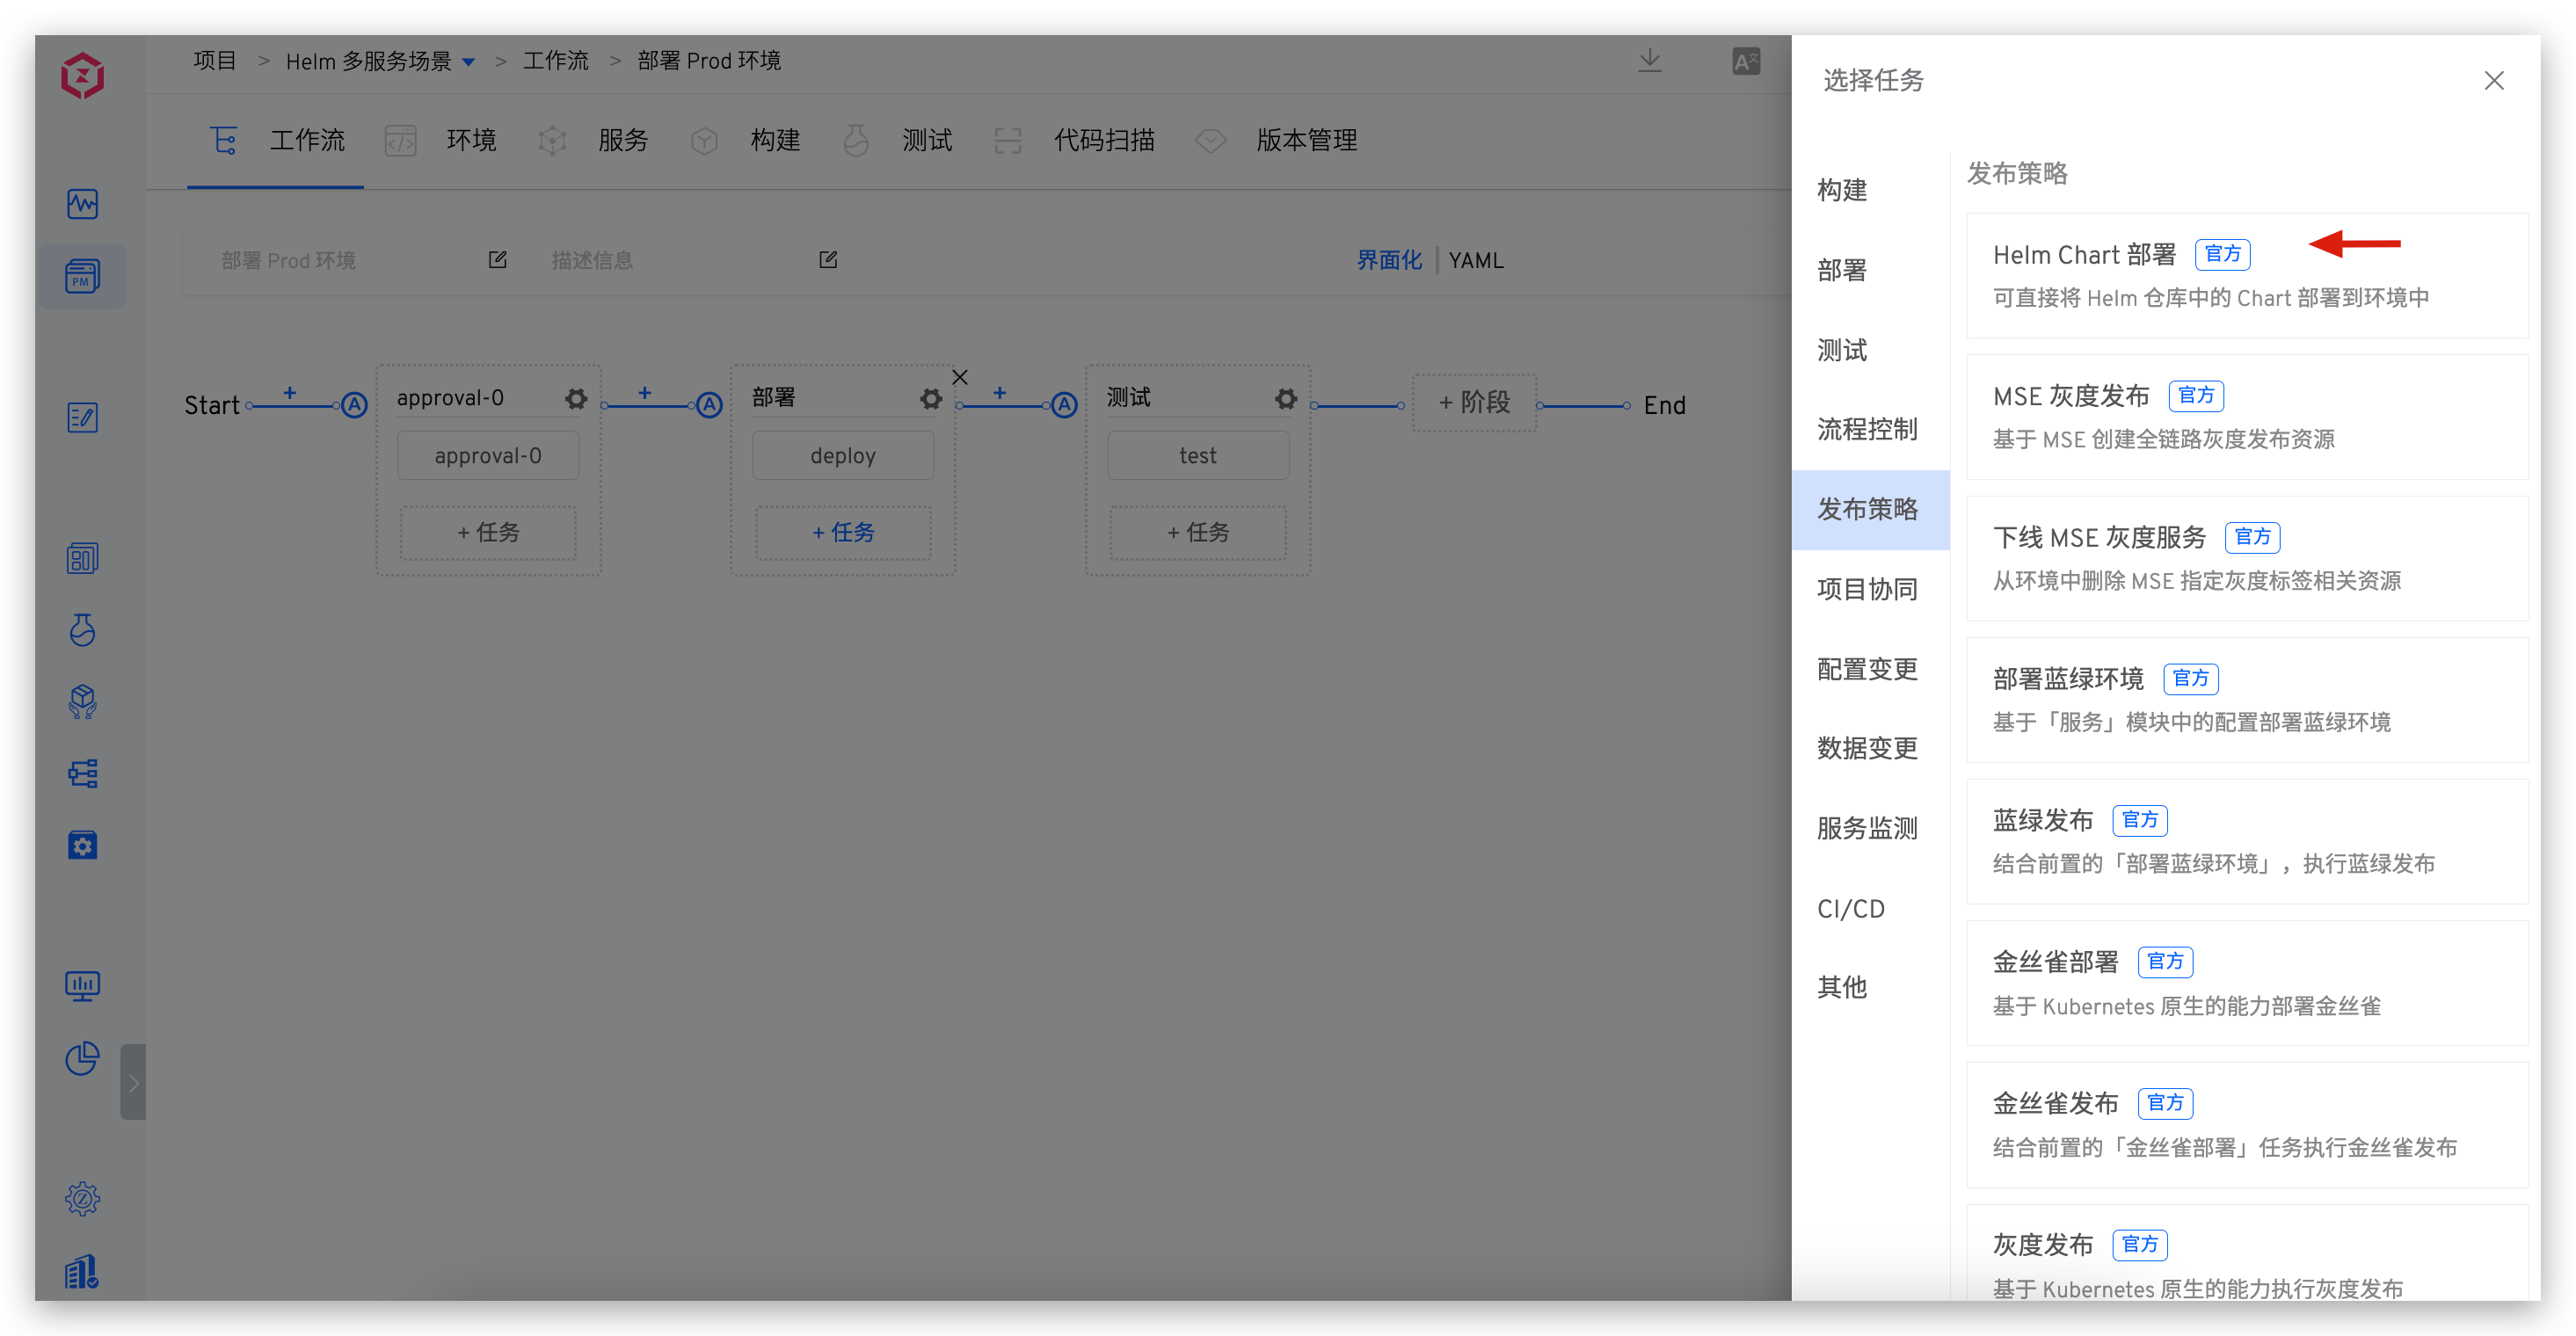 项目 > Helm 多服务场景 > 工作流 > 部署 Prod 环境
工作流 环境 服务 构建 测试 代码扫描 版本管理
PM
部署 Prod 环境 描述信息 界面化 YAML
Start + A approval-0 + A 部署 + A 测试 + 阶段 End
approval-0 deploy test
+ 任务 + 任务 + 任务
选择任务
构建
部署
测试
流程控制
发布策略
项目协同
配置变更
数据变更
服务监测
CI/CD
其他
发布策略
Helm Chart 部署 官方
可直接将 Helm 仓库中的 Chart 部署到环境中
MSE 灰度发布 官方
基于 MSE 创建全链路灰度发布资源
下线 MSE 灰度服务 官方
从环境中删除 MSE 指定灰度标签相关资源
部署蓝绿环境 官方
基于「服务」模块中的配置部署蓝绿环境
蓝绿发布 官方
结合前置的「部署蓝绿环境」，执行蓝绿发布
金丝雀部署 官方
基于 Kubernetes 原生的能力部署金丝雀
金丝雀发布 官方
结合前置的「金丝雀部署」任务执行金丝雀发布
灰度发布 官方
基于 Kubernetes 原生的能力执行灰度发布